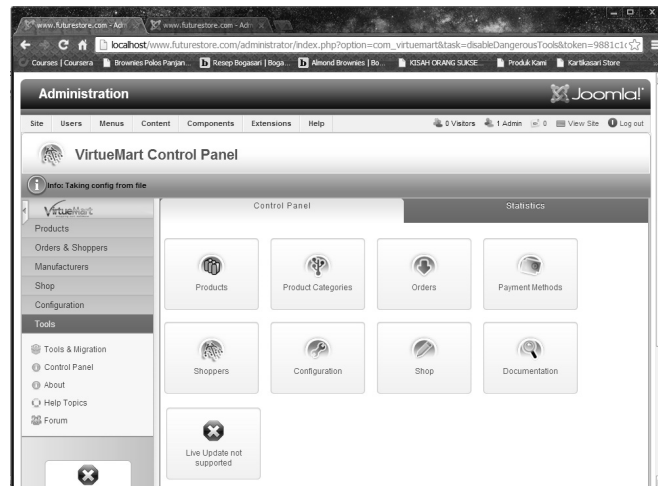 www.futurestore.com - Adm
www.futurestore.com - Adm
localhost/www.futurestore.com/administrator/index.php?option=com_virtuemart&task=disableDangerousTools&token=9881c1c
Courses | Coursera
Brownies Polos Panjan...
Resep Bogasari | Boga...
Almond Brownies | Bo...
KISAH ORANG SUKSE...
Produk Kami
Kartikasari Store
Administration
Joomla!
Site Users Menus Content Components Extensions Help
0 Visitors 1 Admin 0 View Site Log out
VirtueMart Control Panel
Info: Taking config from file
VirtueMart
Products
Orders & Shoppers
Manufacturers
Shop
Configuration
Tools
Tools & Migration
Control Panel
About
Help Topics
Forum
Control Panel
Statistics
Products
Product Categories
Orders
Payment Methods
Shoppers
Configuration
Shop
Documentation
Live Update not
supported